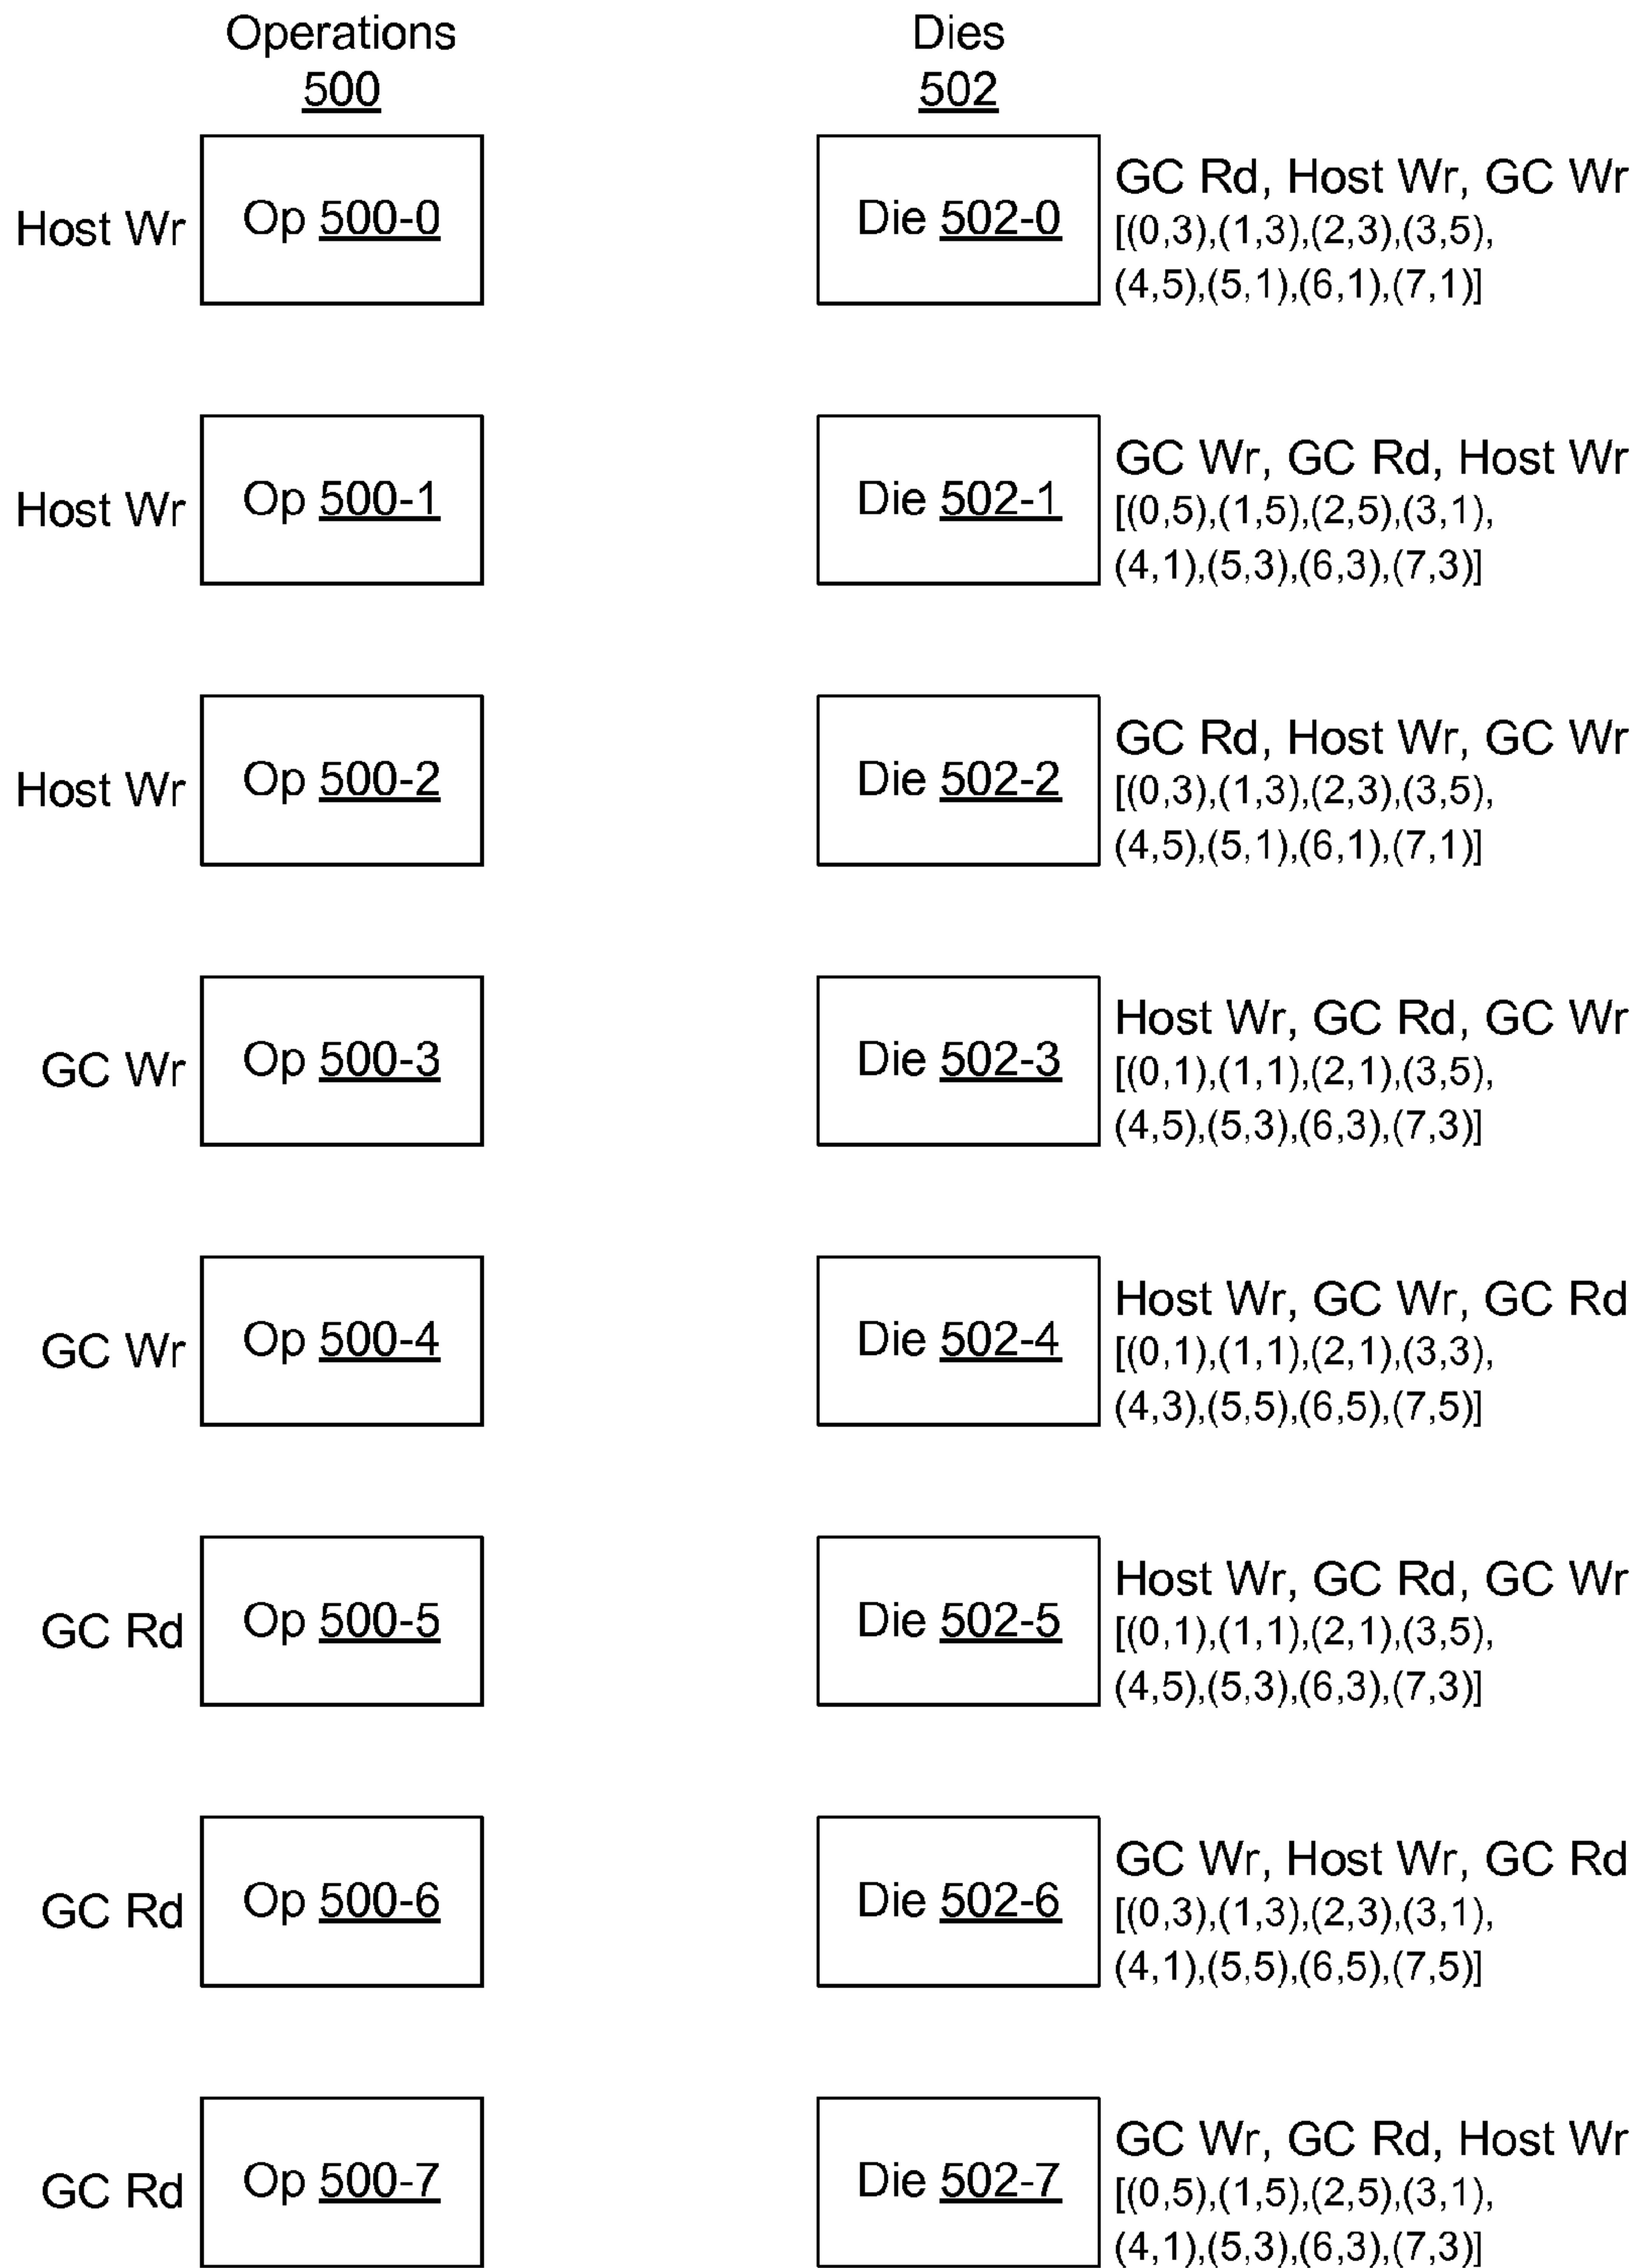 Operations
500
Dies
502
Host Wr
Op 500-0
Die 502-0
GC Rd, Host Wr, GC Wr
[(0,3),(1,3),(2,3),(3,5),
(4,5),(5,1),(6,1),(7,1)]
Host Wr
Op 500-1
Die 502-1
GC Wr, GC Rd, Host Wr
[(0,5),(1,5),(2,5),(3,1),
(4,1),(5,3),(6,3),(7,3)]
Host Wr
Op 500-2
Die 502-2
GC Rd, Host Wr, GC Wr
[(0,3),(1,3),(2,3),(3,5),
(4,5),(5,1),(6,1),(7,1)]
GC Wr
Op 500-3
Die 502-3
Host Wr, GC Rd, GC Wr
[(0,1),(1,1),(2,1),(3,5),
(4,5),(5,3),(6,3),(7,3)]
GC Wr
Op 500-4
Die 502-4
Host Wr, GC Wr, GC Rd
[(0,1),(1,1),(2,1),(3,3),
(4,3),(5,5),(6,5),(7,5)]
GC Rd
Op 500-5
Die 502-5
Host Wr, GC Rd, GC Wr
[(0,1),(1,1),(2,1),(3,5),
(4,5),(5,3),(6,3),(7,3)]
GC Rd
Op 500-6
Die 502-6
GC Wr, Host Wr, GC Rd
[(0,3),(1,3),(2,3),(3,1),
(4,1),(5,5),(6,5),(7,5)]
GC Rd
Op 500-7
Die 502-7
GC Wr, GC Rd, Host Wr
[(0,5),(1,5),(2,5),(3,1),
(4,1),(5,3),(6,3),(7,3)]